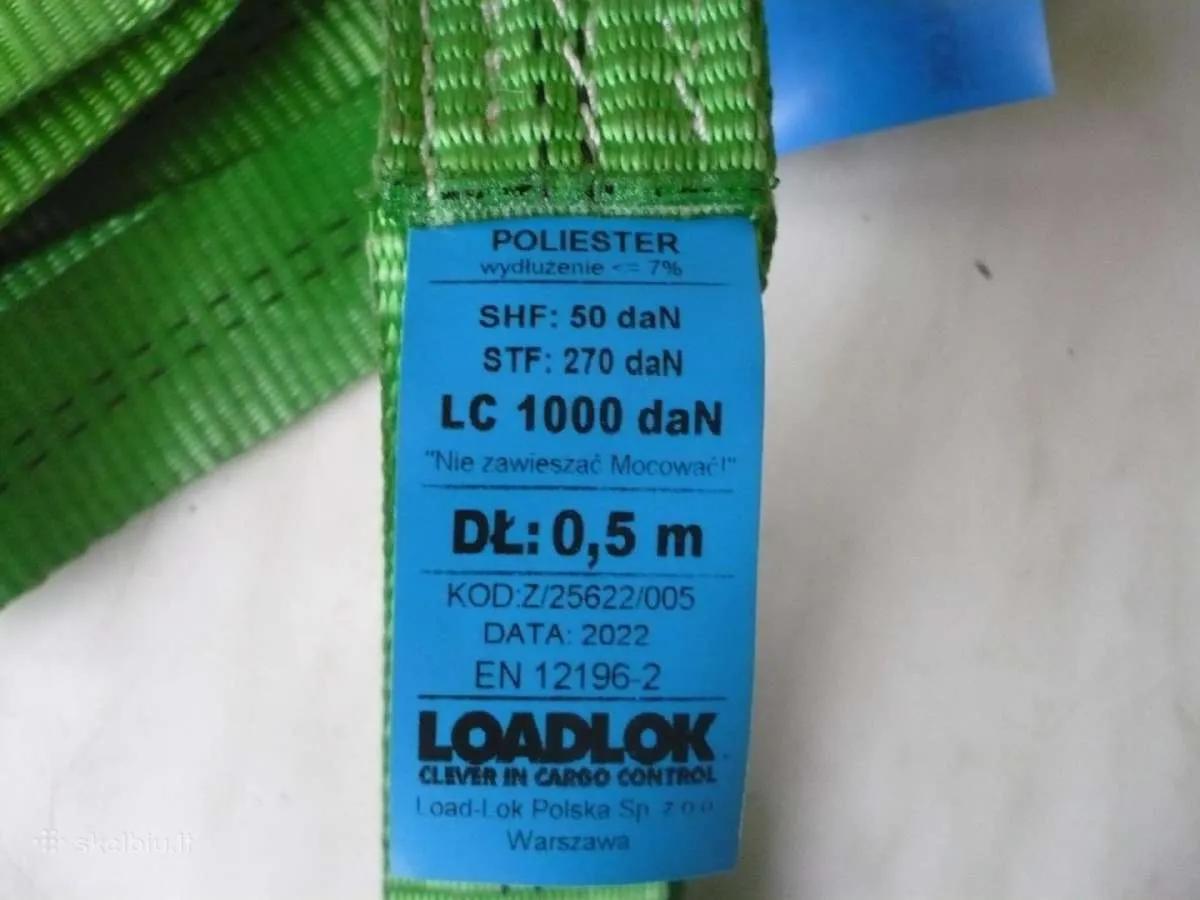 POLIESTER
wydłużenie <= 7%
SHF: 50 daN
STF: 270 daN
LC 1000 daN
"Nie zawieszać Mocować!"
DŁ: 0,5 m
KOD:Z/25622/005
DATA: 2022
EN 12196-2
LOADLOK
CLEVER IN CARGO CONTROL
Load-Lok Polska Sp. z o.o.
Warszawa
skelbiu.lt